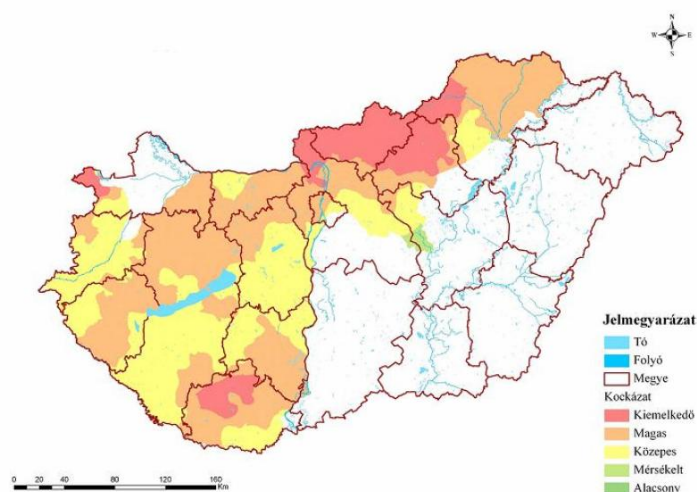 N
W E
N
Jelmegyarázat
Tó
Folyó
Megye
Kockázat
Kiemelkedő
Magas
Közepes
Mérsékelt
Alacsony
0 20 40 80 120 160
Km